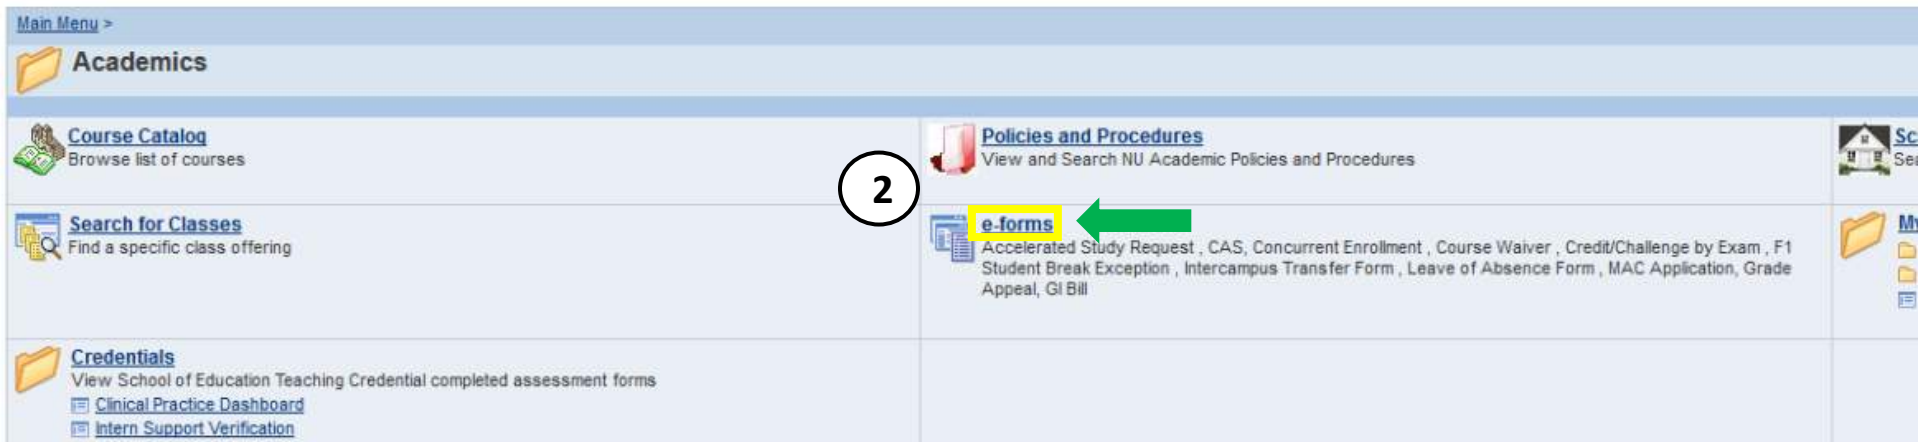 Main Menu >
Academics
Course Catalog
Browse list of courses
Policies and Procedures
View and Search NU Academic Policies and Procedures
2
Search for Classes
Find a specific class offering
e-forms
Accelerated Study Request , CAS, Concurrent Enrollment , Course Waiver , Credit/Challenge by Exam , F1
Student Break Exception , Intercampus Transfer Form , Leave of Absence Form , MAC Application, Grade
Appeal, GI Bill
Credentials
View School of Education Teaching Credential completed assessment forms
Clinical Practice Dashboard
Intern Support Verification